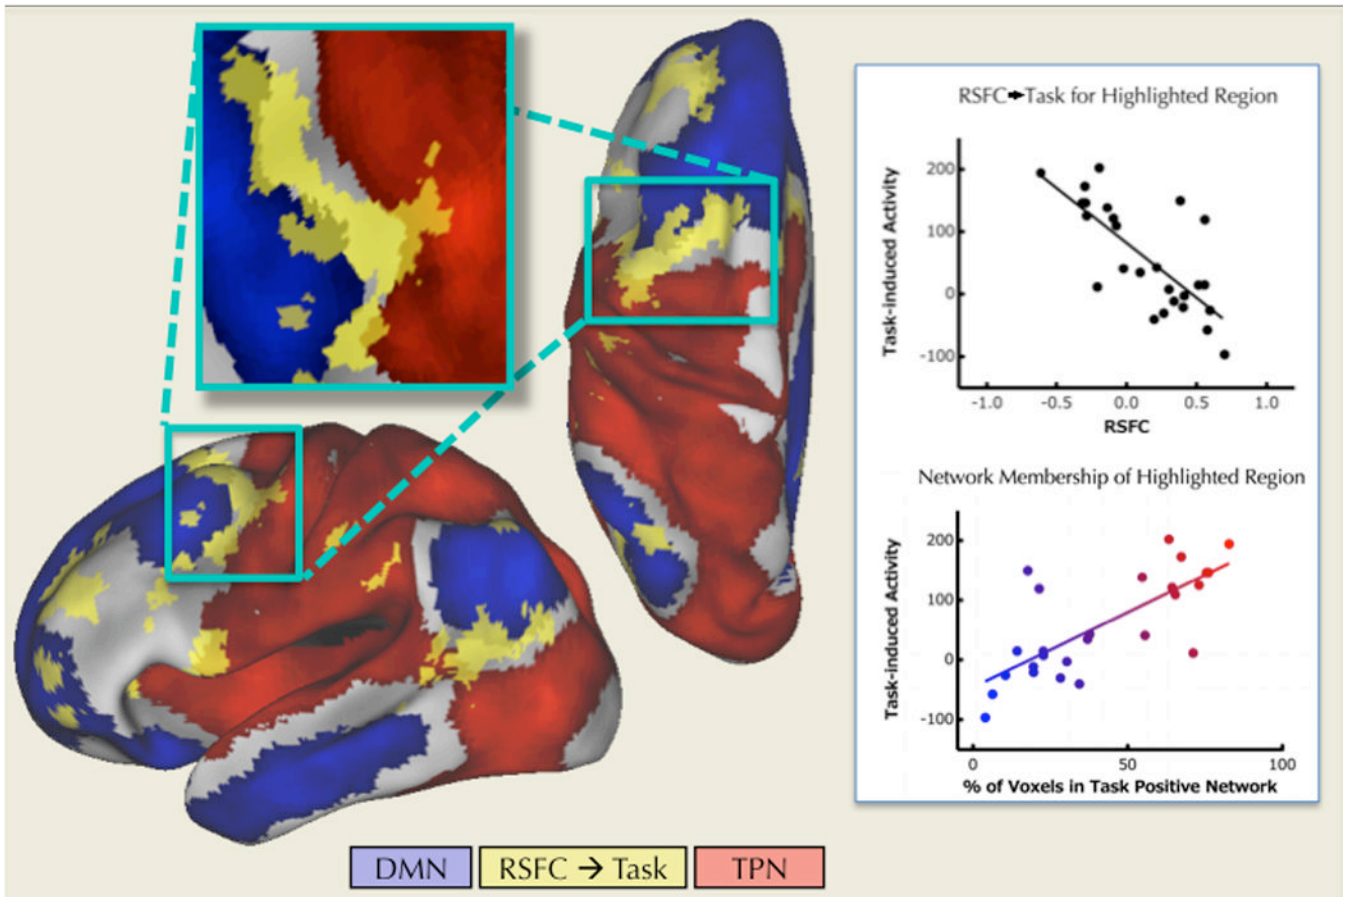 RSFC→Task for Highlighted Region
Task-induced Activity
200
100
0
-100
-1.0 -0.5 0.0 0.5 1.0
RSFC
Network Membership of Highlighted Region
Task-induced Activity
200
100
0
-100
0 50 100
% of Voxels in Task Positive Network
DMN RSFC → Task TPN